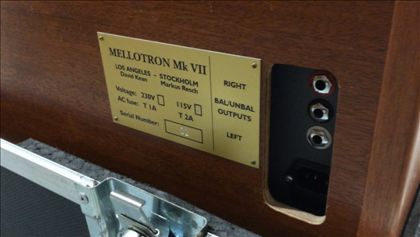 MELLOTRON Mk VII
LOS ANGELES - STOCKHOLM
David Kean Markus Resch
Voltage: 230V 115V
AC fuse: T 1A T 2A
Serial Number:
RIGHT
BAL/UNBAL
OUTPUTS
LEFT